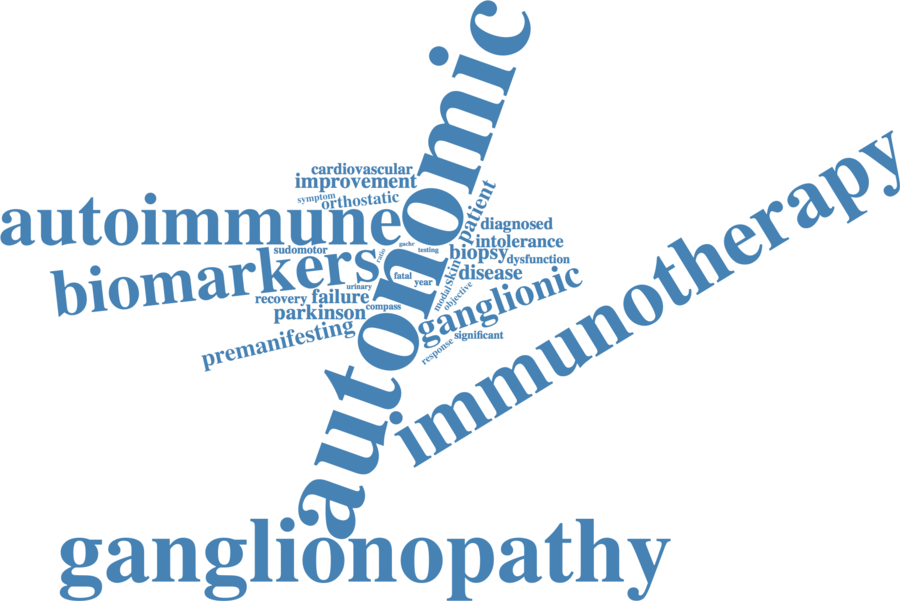 autonomic
cardiovascular
improvement
symptom
orthostatic
patient
autoimmune
diagnosed
intolerance
gachr
testing
sudomotor
ratio
biopsy
dysfunction
biomarkers
skin
disease
fatal
year
urinary
modal
objective
ganglionic
recovery
failure
compass
parkinson
premanifesting
significant
response
immunotherapy
ganglionopathy